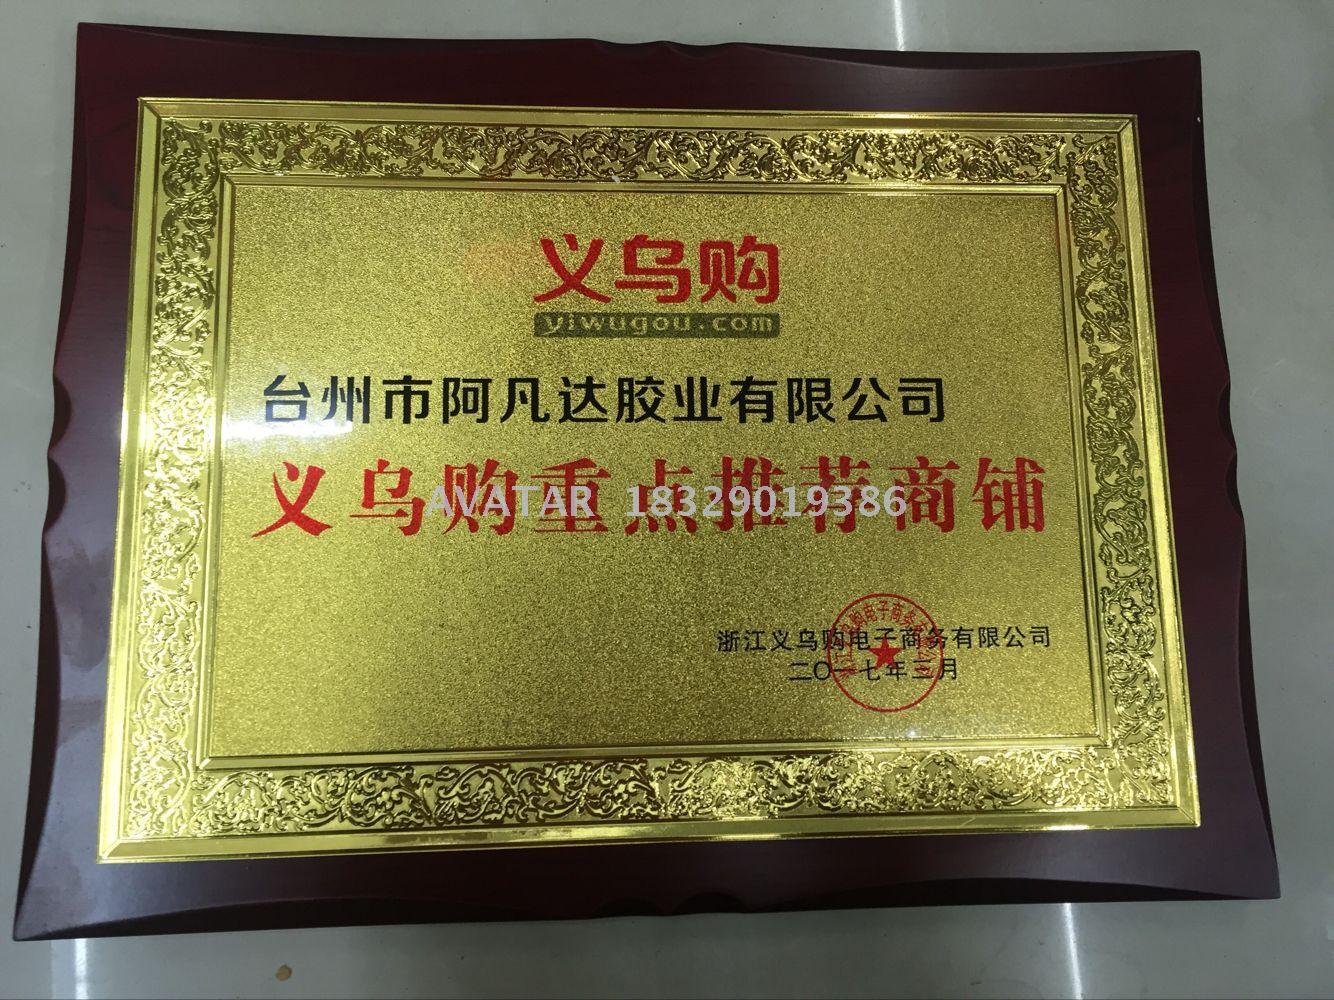 义乌购
yiwugou.com
台州市阿凡达胶业有限公司
义乌购重点推荐商铺
AVATAR 18329019386
浙江义乌购电子商务有限公司
二〇一七年三月